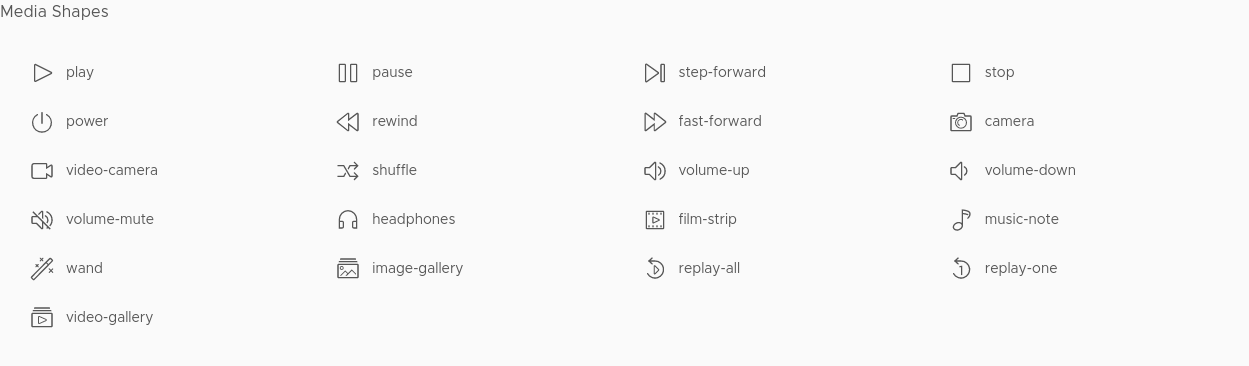 Media Shapes
play pause step-forward stop
power rewind fast-forward camera
video-camera shuffle volume-up volume-down
volume-mute headphones film-strip music-note
wand image-gallery replay-all replay-one
video-gallery